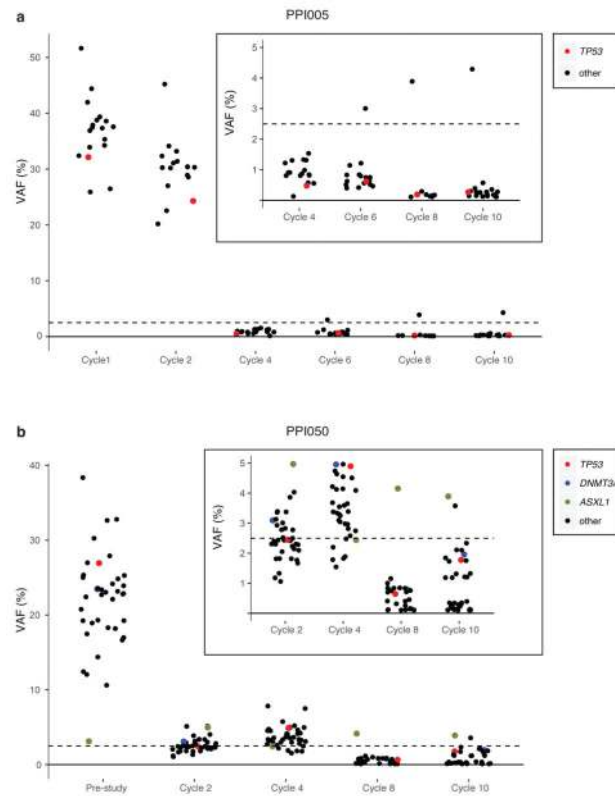 a
PPI005
TP53
other
VAF (%)
50
40
30
20
10
0
Cycle1
Cycle 2
Cycle 4
Cycle 6
Cycle 8
Cycle 10
VAF (%)
5
4
3
2
1
Cycle 4
Cycle 6
Cycle 8
Cycle 10
b
PPI050
TP53
DNMT3A
ASXL1
other
VAF (%)
40
30
20
10
0
Pre-study
Cycle 2
Cycle 4
Cycle 10
VAF (%)
5
4
3
2
1
Cycle 2
Cycle 4
Cycle 8
Cycle 10